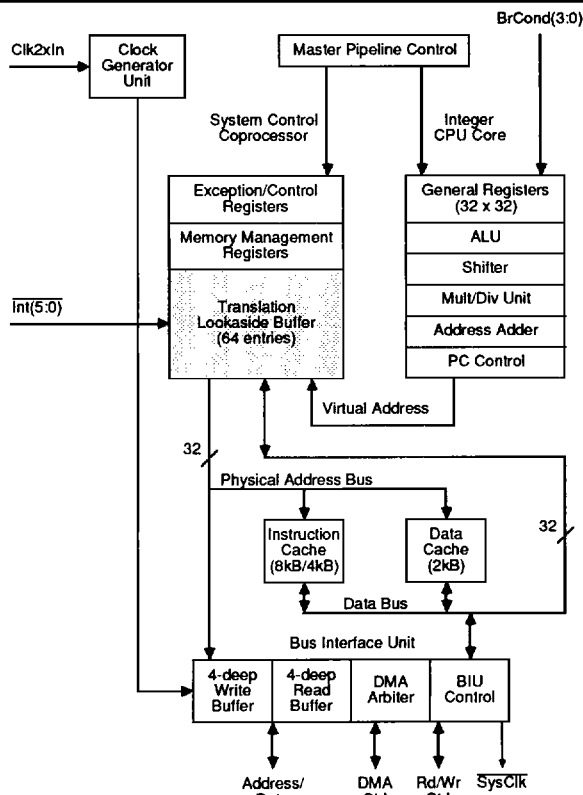 BrCond(3:0)
Clk2xIn
Clock
Generator
Unit
Master Pipeline Control
System Control
Coprocessor
Integer
CPU Core
Exception/Control
Registers
General Registers
(32 x 32)
Memory Management
Registers
ALU
Shifter
Int(5:0)
Translation
Lookaside Buffer
(64 entries)
Mult/Div Unit
Address Adder
PC Control
Virtual Address
32
Physical Address Bus
Instruction
Cache
(8kB/4kB)
Data
Cache
(2kB)
32
Data Bus
Bus Interface Unit
4-deep
Write
Buffer
4-deep
Read
Buffer
DMA
Arbiter
BIU
Control
Address/
DMA
Rd/Wr
SysClk